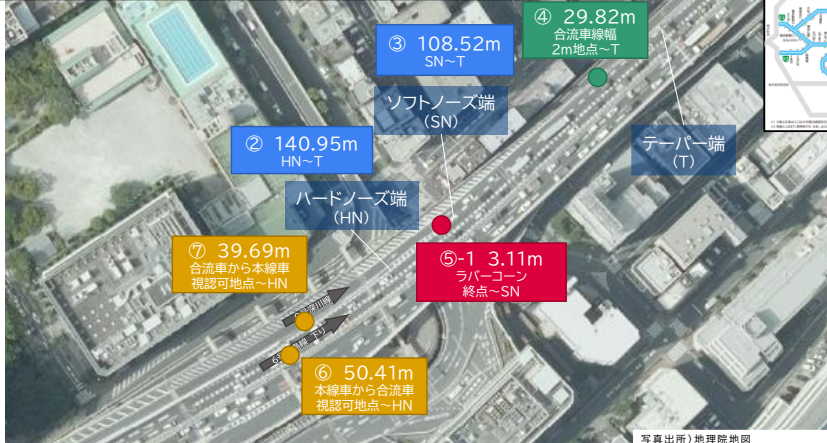 ④ 29.82m
合流車線幅
2m地点~T
③ 108.52m
SN~T
ソフトノーズ端
(SN)
テーパー端
(T)
② 140.95m
HN~T
ハードノーズ端
(HN)
⑦ 39.69m
合流車から本線車
視認可地点~HN
⑤-1 3.11m
ラバーコーン
終点~SN
⑥ 50.41m
本線車から合流車
視認可地点~HN
写真出所)地理院地図